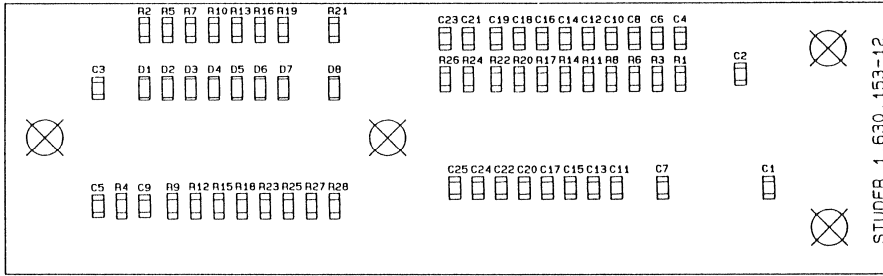 R2 R5 R7 R10 R13 R16 R19 R21
C23 C21 C19 C18 C16 C14 C12 C10 C8 C6 C4
R26 R24 R22 R20 R17 R14 R11 R8 R6 R3 R1
C2
C3 D1 D2 D3 D4 D5 D6 D7 D8
C25 C24 C22 C20 C17 C15 C13 C11 C7 C1
C5 R4 C9 R9 R12 R15 R18 R23 R25 R27 R28
STUDER 1.630.153-12